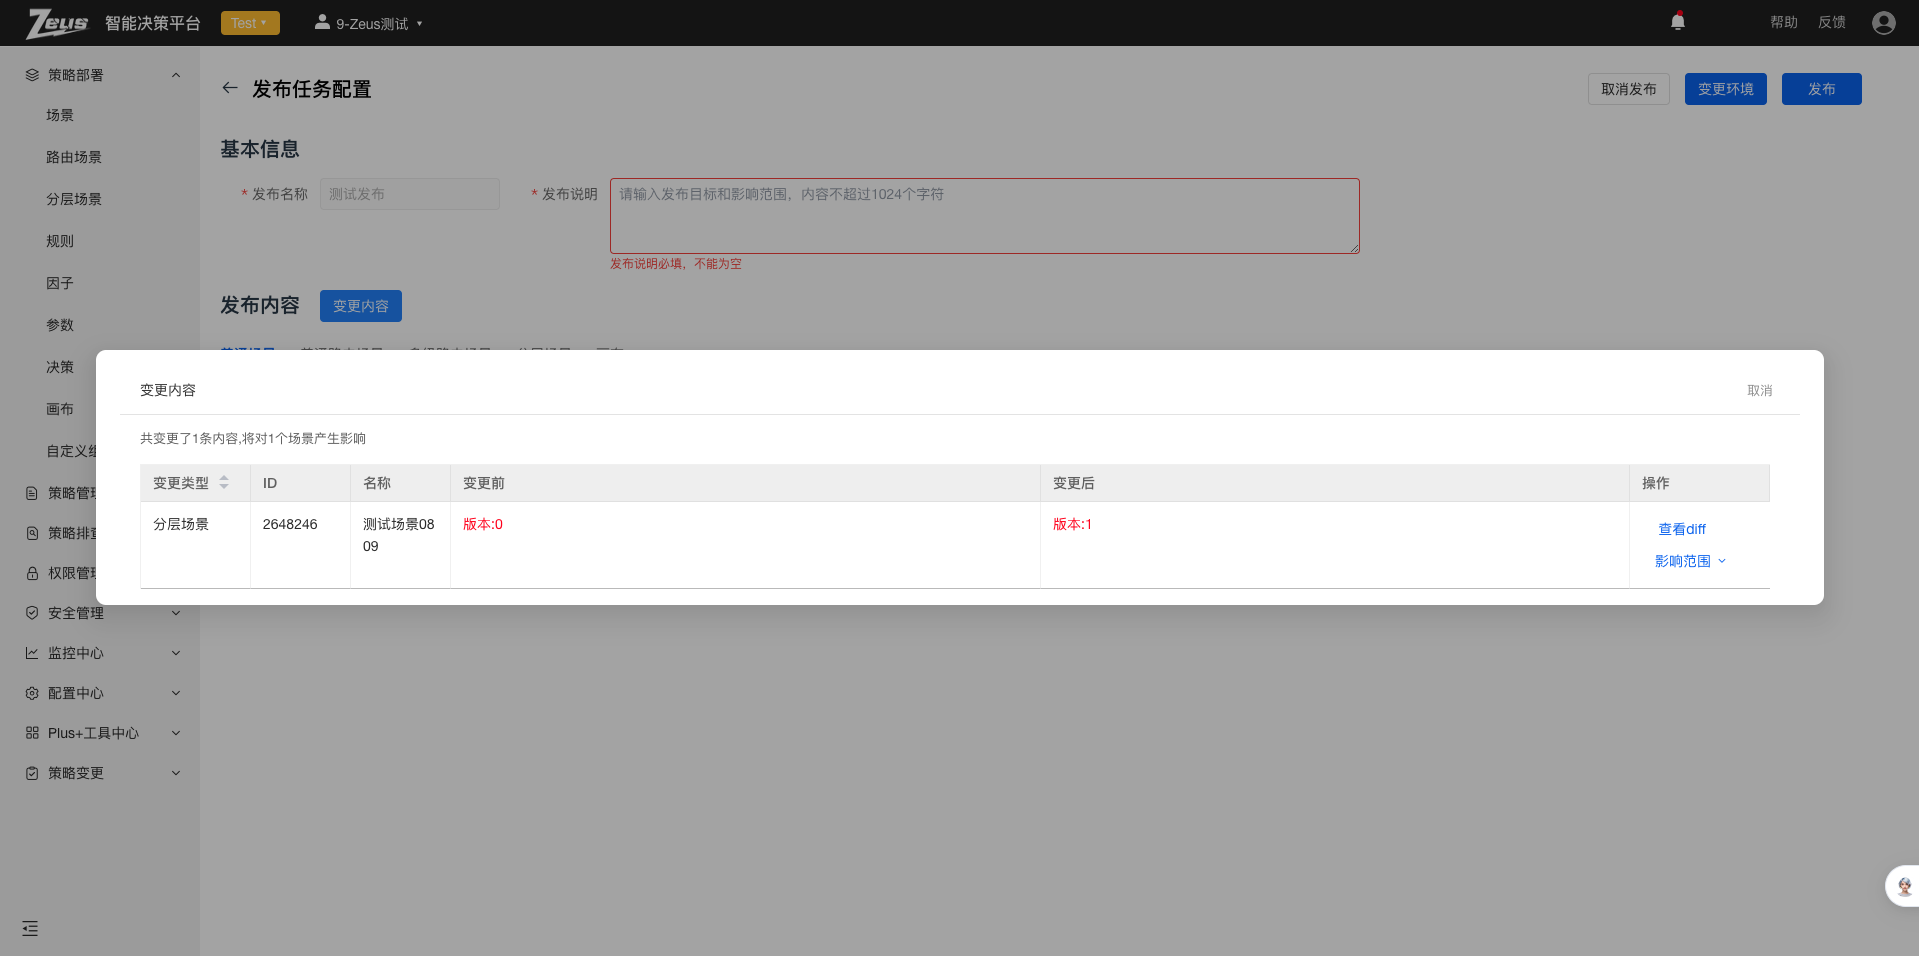 Zeus 智能决策平台 Test 9-Zeus测试 帮助 反馈
策略部署
场景
路由场景
分层场景
规则
因子
参数
决策
画布
自定义组
策略管理
策略排查
权限管理
安全管理
监控中心
配置中心
Plus+工具中心
策略变更
发布任务配置 取消发布 变更环境 发布
基本信息
* 发布名称 测试发布 * 发布说明 请输入发布目标和影响范围，内容不超过1024个字符
发布说明必填，不能为空
发布内容 变更内容
变更内容 取消
共变更了1条内容,将对1个场景产生影响
变更类型 ID 名称 变更前 变更后 操作
分层场景 2648246 测试场景08 版本:0 版本:1 查看diff
09
影响范围